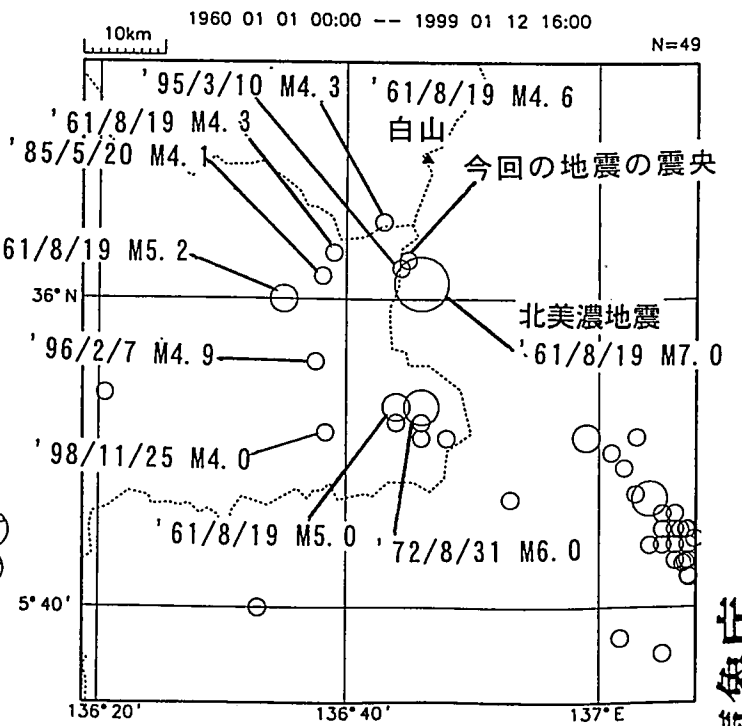 1960 01 01 00:00 -- 1999 01 12 16:00
10km
N=49
'95/3/10 M4.3
'61/8/19 M4.6
'61/8/19 M4.3
白山
'85/5/20 M4.1
今回の地震の震央
61/8/19 M5.2
36°N
北美濃地震
'61/8/19 M7.0
'96/2/7 M4.9
'98/11/25 M4.0
'61/8/19 M5.0
'72/8/31 M6.0
5°40'
136°20'
136°40'
137°E